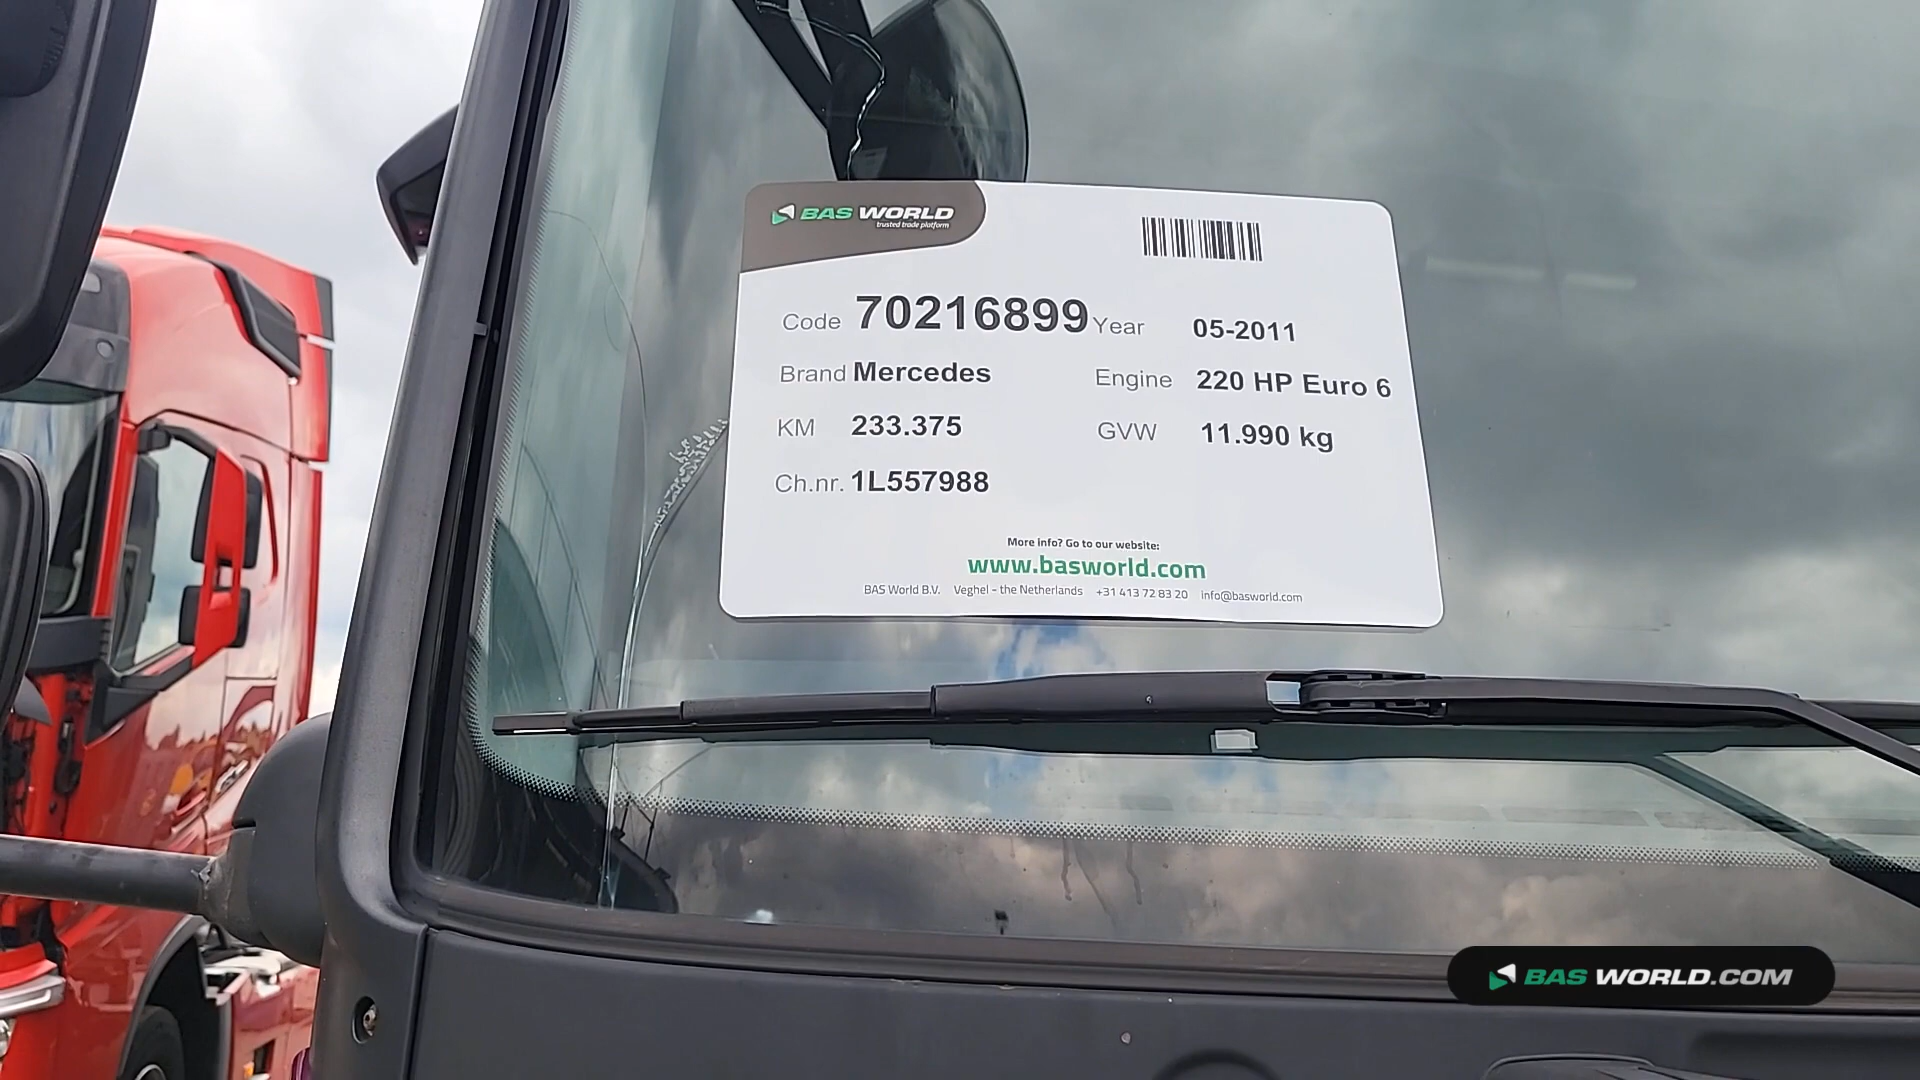 BAS WORLD
trusted trade platform
Code 70216899 Year 05-2011
Brand Mercedes Engine 220 HP Euro 6
KM 233.375 GVW 11.990 kg
Ch.nr. 1L557988
More info? Go to our website:
www.basworld.com
BAS World B.V. Veghel - the Netherlands +31 413 72 83 20 info@basworld.com
BAS WORLD.COM